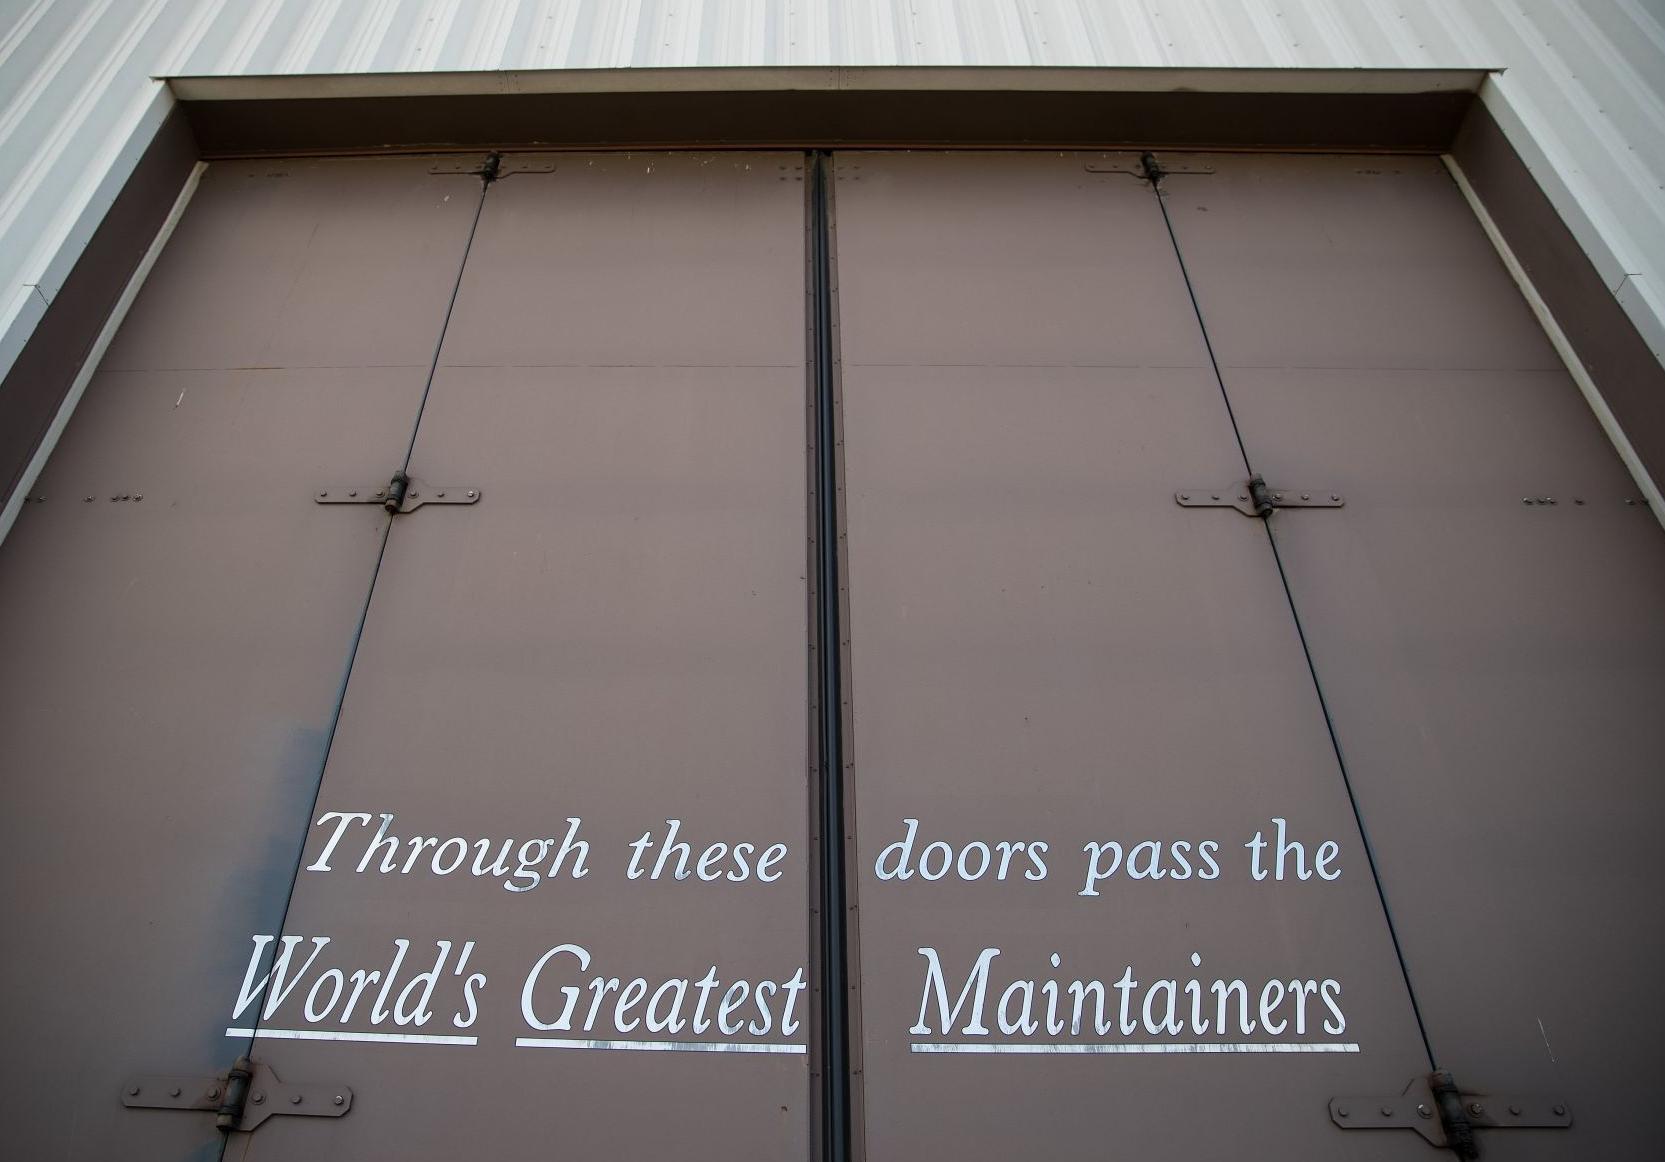 Through these doors pass the
World's Greatest Maintainers